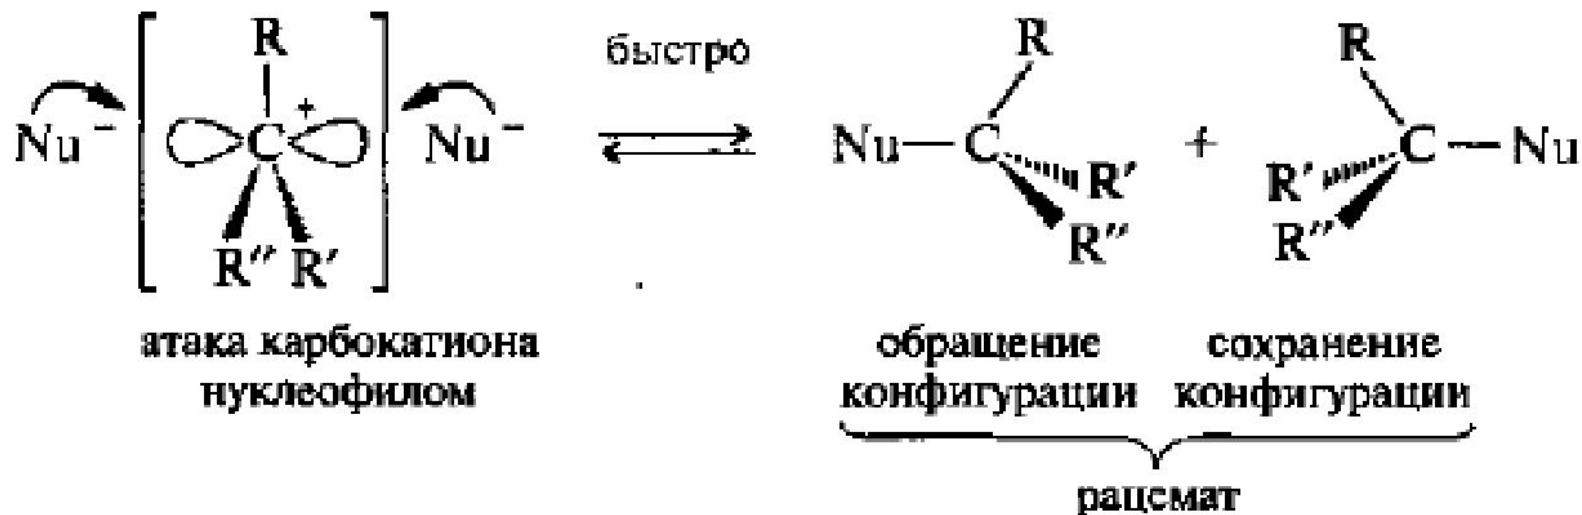 R R R
быстро
Nu⁻ C⁺ Nu⁻ Nu—C + C—Nu
R″ R′ R′ R″ R′ R″
атака карбокатиона нуклеофилом
обращение конфигурации
сохранение конфигурации
рацемат